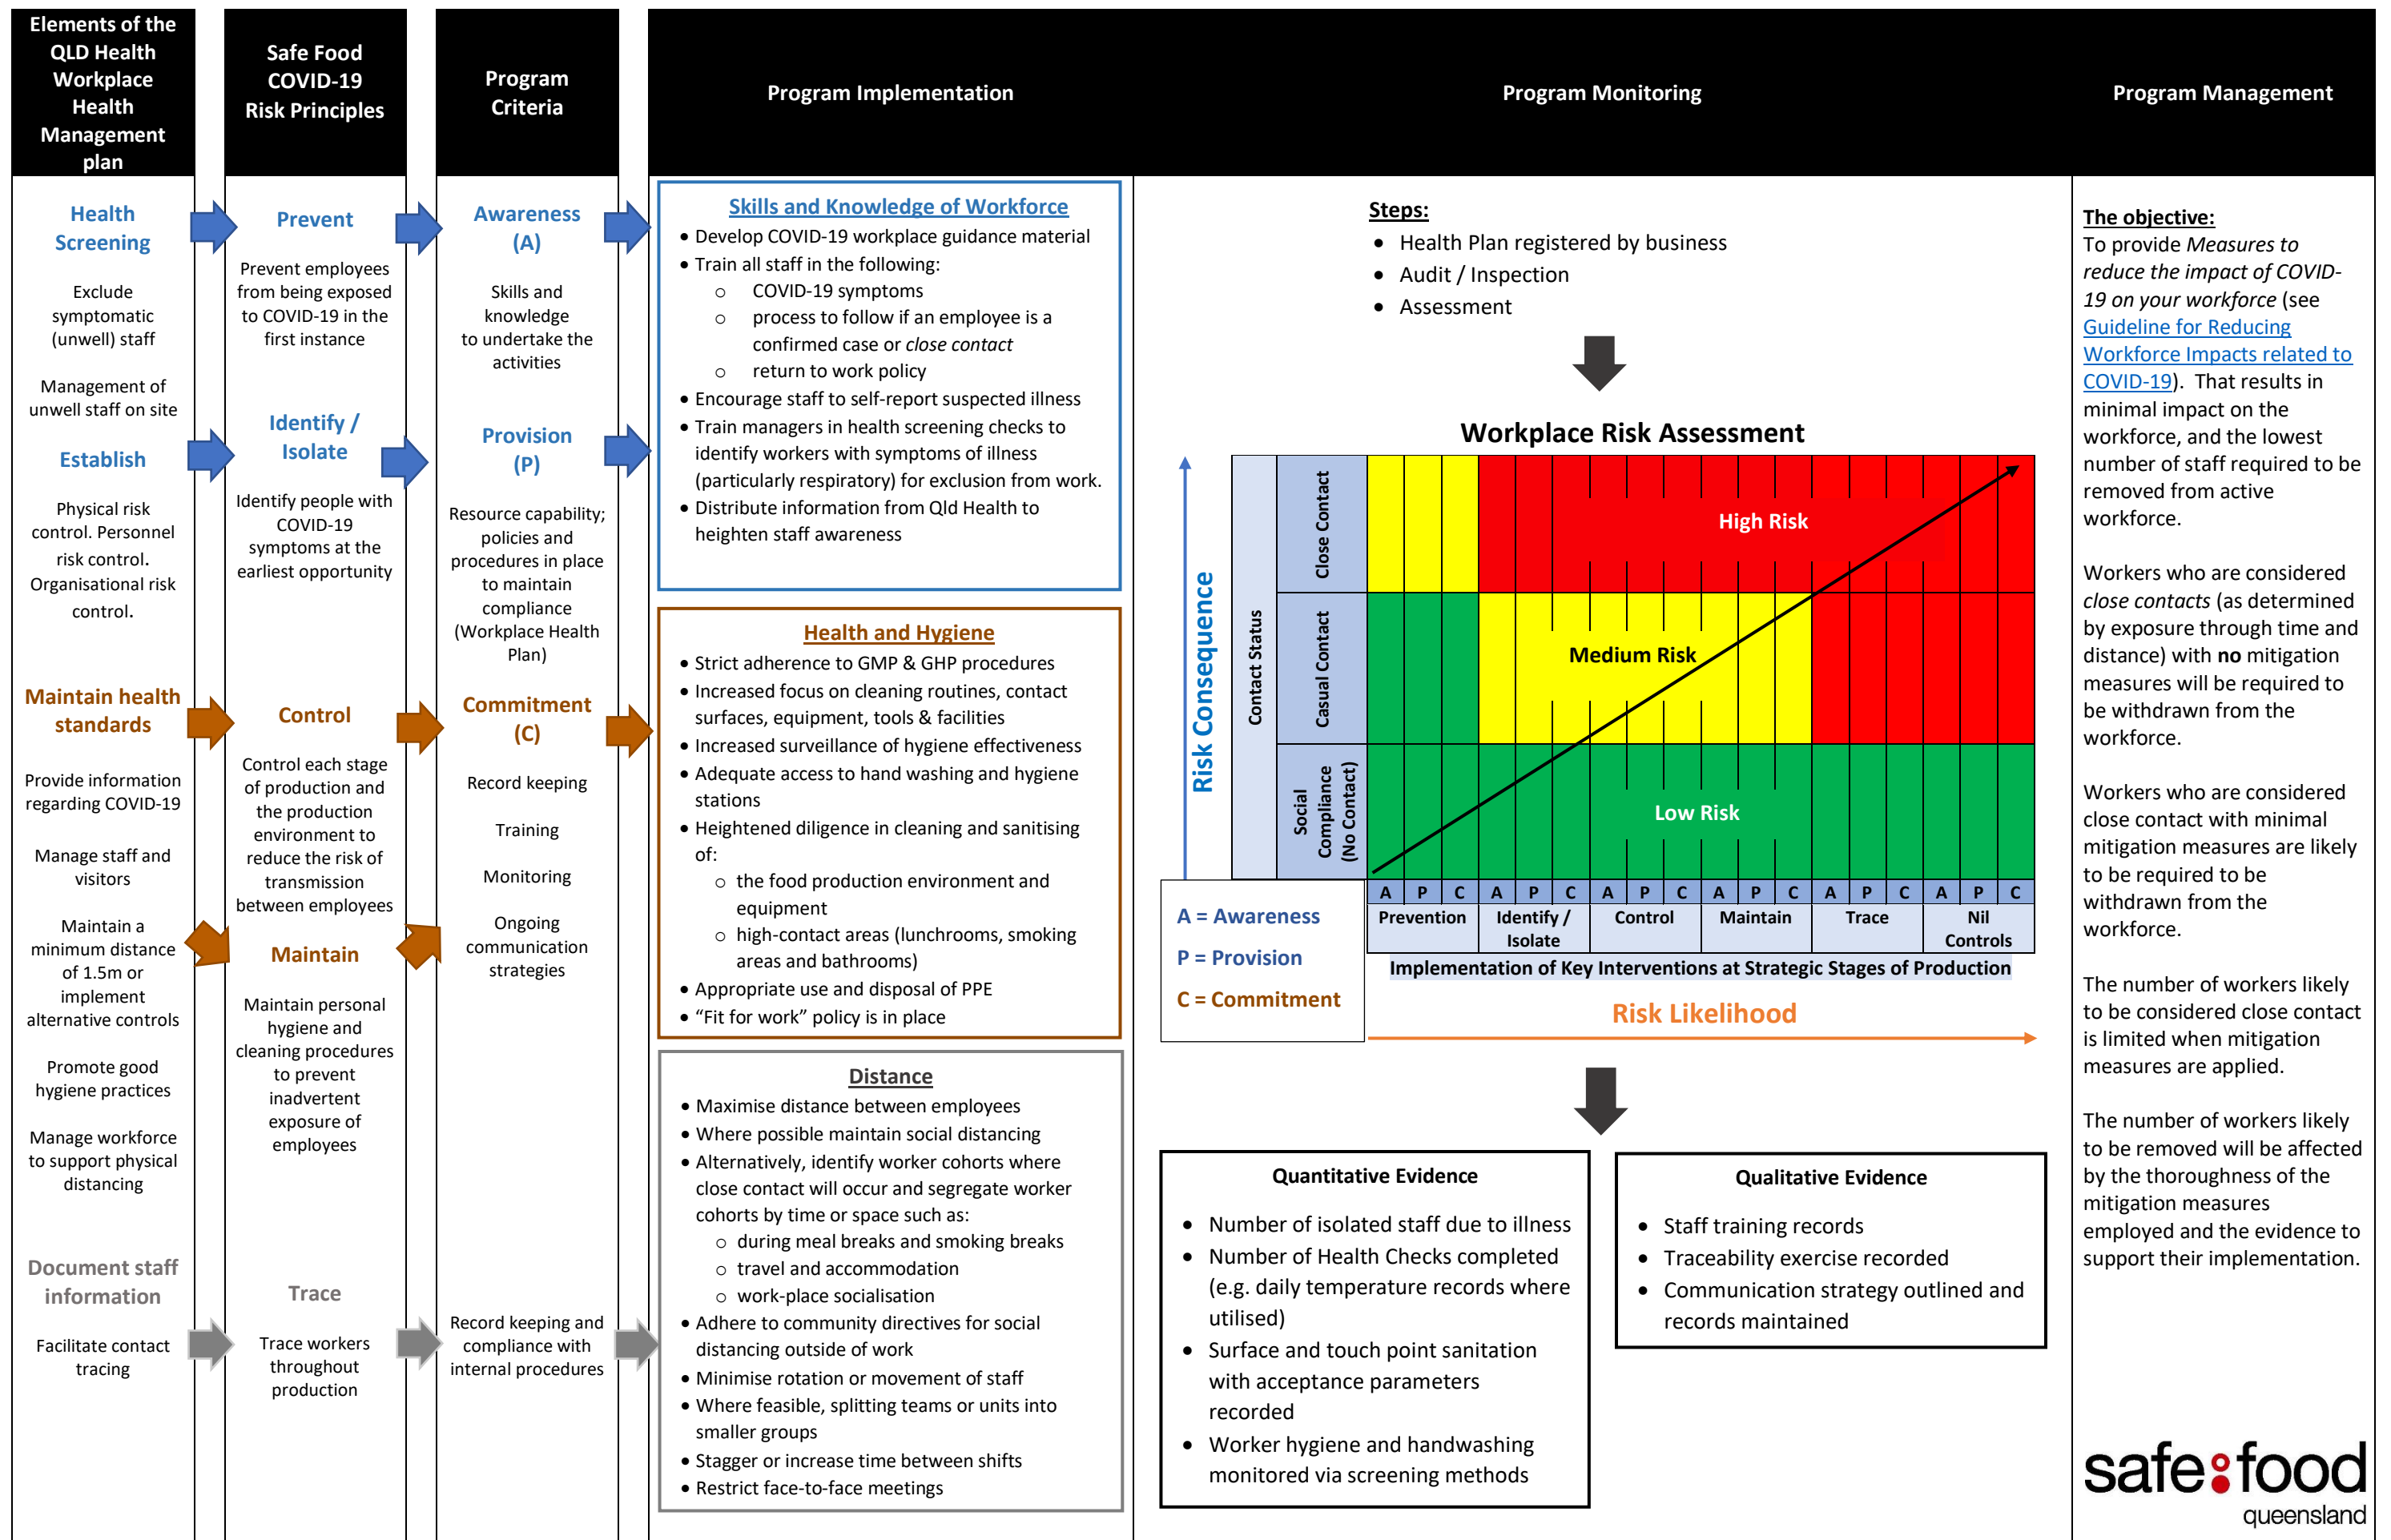 Elements of the
QLD Health
Workplace
Health
Management
plan
Safe Food
COVID-19
Risk Principles
Program
Criteria
Program Implementation
Program Monitoring
Program Management
Health
Screening
Exclude
symptomatic
(unwell) staff
Management of
unwell staff on site
Establish
Physical risk
control. Personnel
risk control.
Organisational risk
control.
Maintain health
standards
Provide information
regarding COVID-19
Manage staff and
visitors
Maintain a
minimum distance
of 1.5m or
implement
alternative controls
Promote good
hygiene practices
Manage workforce
to support physical
distancing
Document staff
information
Facilitate contact
tracing
Prevent
Prevent employees
from being exposed
to COVID-19 in the
first instance
Identify /
Isolate
Identify people with
COVID-19
symptoms at the
earliest opportunity
Control
Control each stage
of production and
the production
environment to
reduce the risk of
transmission
between employees
Maintain
Maintain personal
hygiene and
cleaning procedures
to prevent
inadvertent
exposure of
employees
Trace
Trace workers
throughout
production
Awareness
(A)
Skills and
knowledge
to undertake the
activities
Provision
(P)
Resource capability;
policies and
procedures in place
to maintain
compliance
(Workplace Health
Plan)
Commitment
(C)
Record keeping
Training
Monitoring
Ongoing
communication
strategies
Record keeping and
compliance with
internal procedures
Skills and Knowledge of Workforce
• Develop COVID-19 workplace guidance material
• Train all staff in the following:
o COVID-19 symptoms
o process to follow if an employee is a
confirmed case or close contact
o return to work policy
• Encourage staff to self-report suspected illness
• Train managers in health screening checks to
identify workers with symptoms of illness
(particularly respiratory) for exclusion from work.
• Distribute information from Qld Health to
heighten staff awareness
Health and Hygiene
• Strict adherence to GMP & GHP procedures
• Increased focus on cleaning routines, contact
surfaces, equipment, tools & facilities
• Increased surveillance of hygiene effectiveness
• Adequate access to hand washing and hygiene
stations
• Heightened diligence in cleaning and sanitising
of:
o the food production environment and
equipment
o high-contact areas (lunchrooms, smoking
areas and bathrooms)
• Appropriate use and disposal of PPE
• “Fit for work” policy is in place
Distance
• Maximise distance between employees
• Where possible maintain social distancing
• Alternatively, identify worker cohorts where
close contact will occur and segregate worker
cohorts by time or space such as:
o during meal breaks and smoking breaks
o travel and accommodation
o work-place socialisation
• Adhere to community directives for social
distancing outside of work
• Minimise rotation or movement of staff
• Where feasible, splitting teams or units into
smaller groups
• Stagger or increase time between shifts
• Restrict face-to-face meetings
Steps:
• Health Plan registered by business
• Audit / Inspection
• Assessment
Workplace Risk Assessment
Risk Consequence
Contact Status
Close Contact
Casual Contact
Social
Compliance
(No Contact)
High Risk
Medium Risk
Low Risk
A P C A P C A P C A P C A P C A P C
Prevention
Identify /
Isolate
Control
Maintain
Trace
Nil
Controls
Implementation of Key Interventions at Strategic Stages of Production
Risk Likelihood
A = Awareness
P = Provision
C = Commitment
Quantitative Evidence
• Number of isolated staff due to illness
• Number of Health Checks completed
(e.g. daily temperature records where
utilised)
• Surface and touch point sanitation
with acceptance parameters
recorded
• Worker hygiene and handwashing
monitored via screening methods
Qualitative Evidence
• Staff training records
• Traceability exercise recorded
• Communication strategy outlined and
records maintained
The objective:
To provide Measures to
reduce the impact of COVID-
19 on your workforce (see
Guideline for Reducing
Workforce Impacts related to
COVID-19). That results in
minimal impact on the
workforce, and the lowest
number of staff required to be
removed from active
workforce.
Workers who are considered
close contacts (as determined
by exposure through time and
distance) with no mitigation
measures will be required to
be withdrawn from the
workforce.
Workers who are considered
close contact with minimal
mitigation measures are likely
to be required to be
withdrawn from the
workforce.
The number of workers likely
to be considered close contact
is limited when mitigation
measures are applied.
The number of workers likely
to be removed will be affected
by the thoroughness of the
mitigation measures
employed and the evidence to
support their implementation.
safe food
queensland